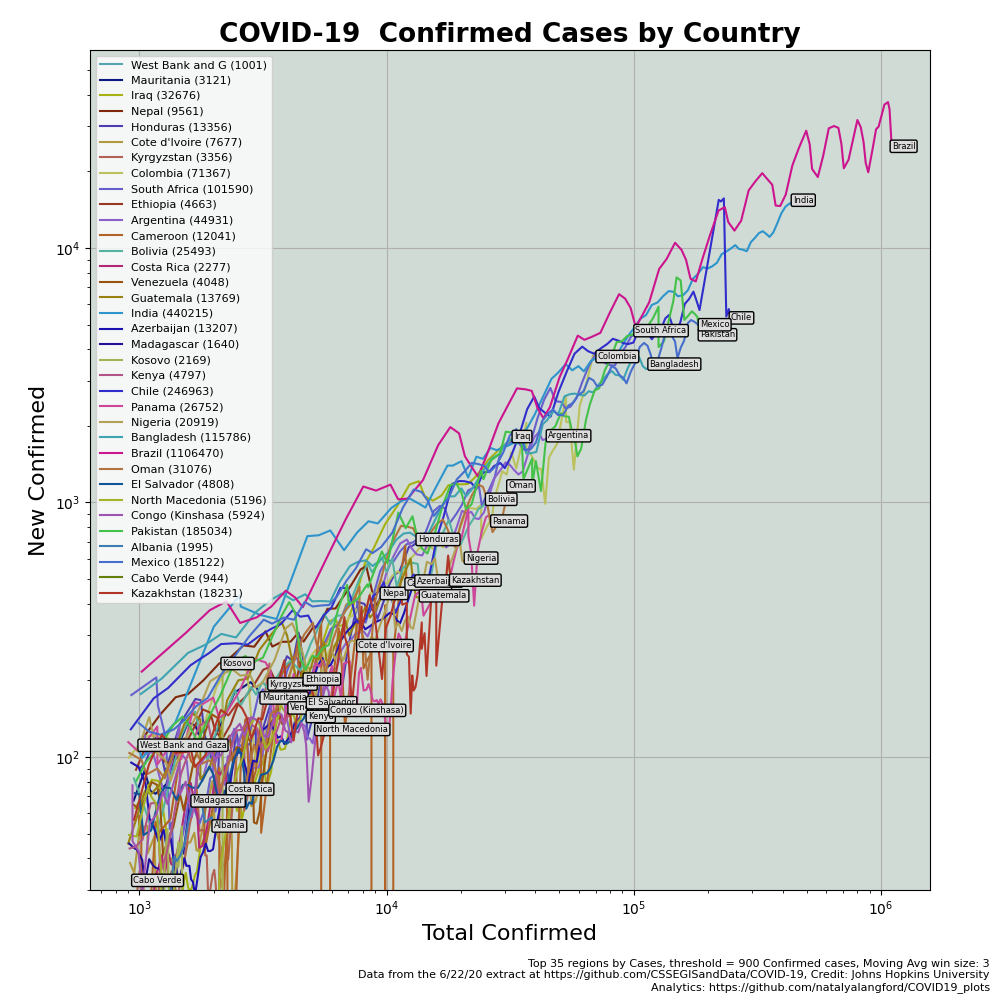 COVID-19  Confirmed Cases by Country
West Bank and G (1001)
Mauritania (3121)
Iraq (32676)
Nepal (9561)
Honduras (13356)
Cote d'Ivoire (7677)
Kyrgyzstan (3356)
Colombia (71367)
South Africa (101590)
Ethiopia (4663)
Argentina (44931)
Cameroon (12041)
Bolivia (25493)
Costa Rica (2277)
Venezuela (4048)
Guatemala (13769)
India (440215)
Azerbaijan (13207)
Madagascar (1640)
Kosovo (2169)
Kenya (4797)
Chile (246963)
Panama (26752)
Nigeria (20919)
Bangladesh (115786)
Brazil (1106470)
Oman (31076)
El Salvador (4808)
North Macedonia (5196)
Congo (Kinshasa (5924)
Pakistan (185034)
Albania (1995)
Mexico (185122)
Cabo Verde (944)
Kazakhstan (18231)
Brazil
India
Chile
Mexico
Pakistan
South Africa
Colombia
Bangladesh
Iraq
Argentina
Oman
Bolivia
Panama
Honduras
Nigeria
Azerbai
Kazakhstan
Nepal
Guatemala
Cote d'Ivoire
Kosovo
Ethiopia
Kyrgyzstan
Mauritania
El Salvador
Congo (Kinshasa)
Kenya
North Macedonia
West Bank and Gaza
Costa Rica
Madagascar
Albania
Cabo Verde
10⁴
10³
10²
New Confirmed
10³
10⁴
10⁵
10⁶
Total Confirmed
Top 35 regions by Cases, threshold = 900 Confirmed cases, Moving Avg win size: 3
Data from the 6/22/20 extract at https://github.com/CSSEGISandData/COVID-19, Credit: Johns Hopkins University
Analytics: https://github.com/natalyalangford/COVID19_plots